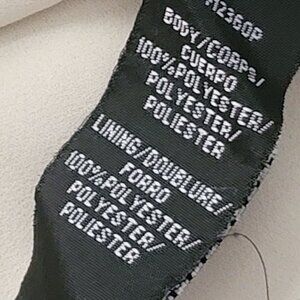 M2360P
BODY/CORPS/
CUERPO
100%POLYESTER/
POLYESTER/
POLIESTER
LINING/DOUBLURE/
FORRO
100%POLYESTER/
POLYESTER/
POLIESTER